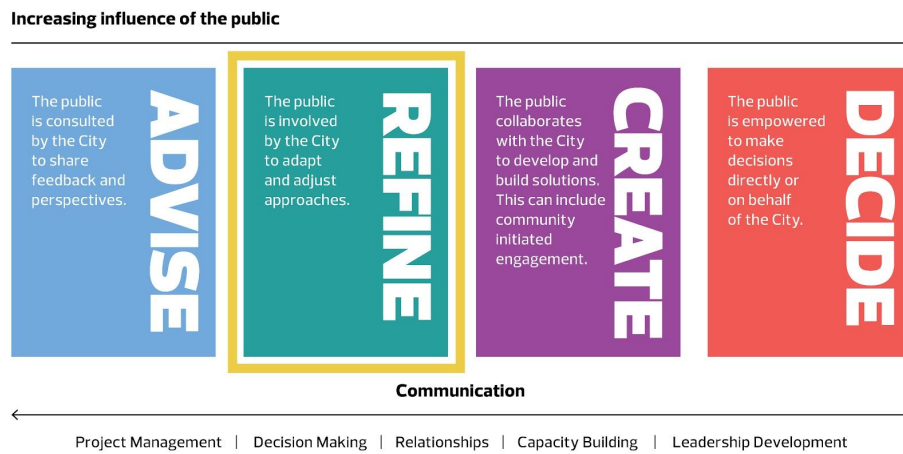 Increasing influence of the public
The public
is consulted
by the City
to share
feedback and
perspectives.
ADVISE
The public
is involved
by the City
to adapt
and adjust
approaches.
REFINE
The public
collaborates
with the City
to develop and
build solutions.
This can include
community
initiated
engagement.
CREATE
The public
is empowered
to make
decisions
directly or
on behalf
of the City.
DECIDE
Communication
Project Management | Decision Making | Relationships | Capacity Building | Leadership Development